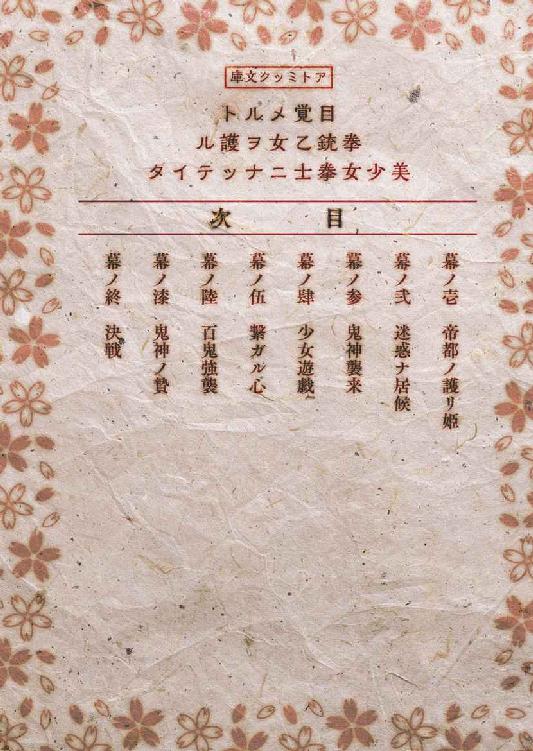 アトミック文庫
目覚メルト
拳銃乙女ヲ護ル
美少女拳士ニナッテイタ
目次
幕ノ壱 帝都ノ護リ姫
幕ノ弐 迷惑ナ居候
幕ノ参 鬼神襲来
幕ノ肆 少女遊戯
幕ノ伍 繋ガル心
幕ノ陸 百鬼強襲
幕ノ漆 鬼神ノ贄
幕ノ終 決戦